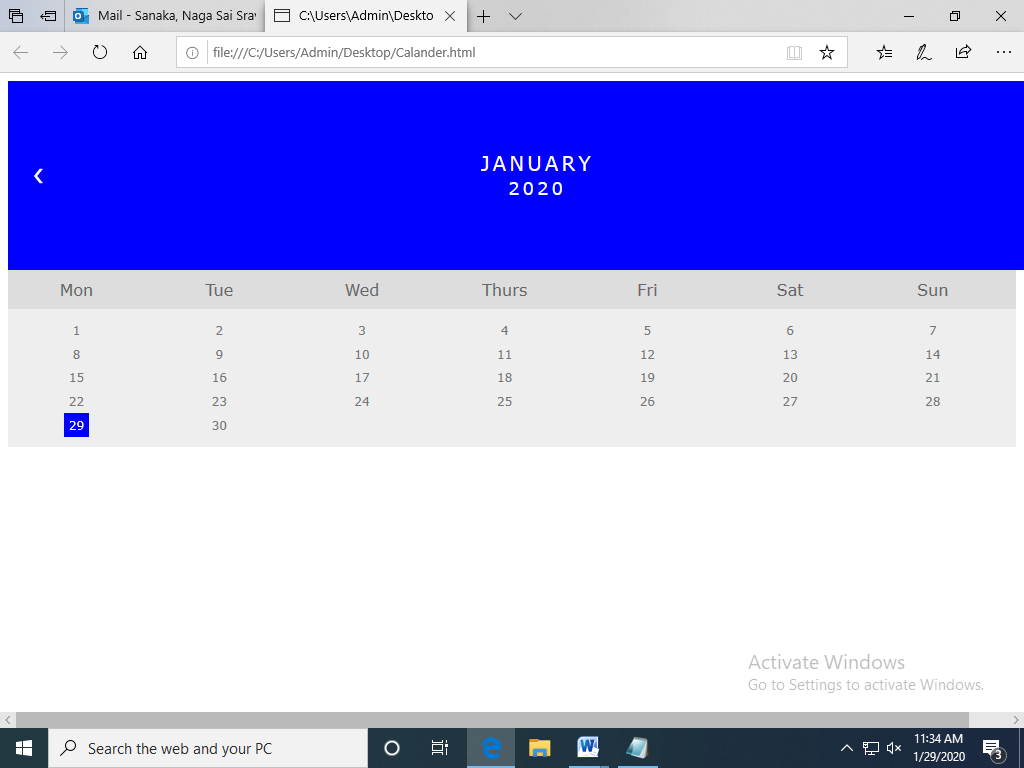 Mail - Sanaka, Naga Sai Srav
C:\Users\Admin\Deskto
file:///C:/Users/Admin/Desktop/Calander.html
JANUARY
2020
Mon Tue Wed Thurs Fri Sat Sun
1 2 3 4 5 6 7
8 9 10 11 12 13 14
15 16 17 18 19 20 21
22 23 24 25 26 27 28
29 30
Activate Windows
Go to Settings to activate Windows.
Search the web and your PC
11:34 AM
1/29/2020
3